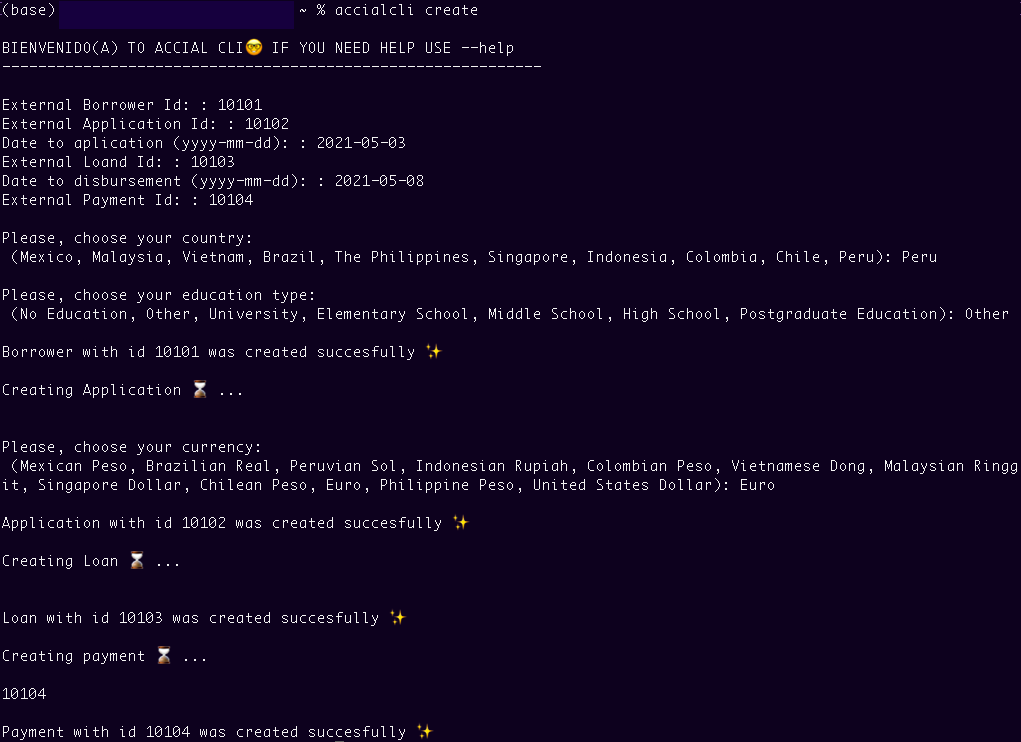 (base) ~ % accialcli create
BIENVENIDO(A) TO ACCIAL CLI🤓 IF YOU NEED HELP USE --help
------------------------------------------------------------
External Borrower Id: : 10101
External Application Id: : 10102
Date to aplication (yyyy-mm-dd): : 2021-05-03
External Loand Id: : 10103
Date to disbursement (yyyy-mm-dd): : 2021-05-08
External Payment Id: : 10104
Please, choose your country:
(Mexico, Malaysia, Vietnam, Brazil, The Philippines, Singapore, Indonesia, Colombia, Chile, Peru): Peru
Please, choose your education type:
(No Education, Other, University, Elementary School, Middle School, High School, Postgraduate Education): Other
Borrower with id 10101 was created succesfully ✨
Creating Application ⌛ ...
Please, choose your currency:
(Mexican Peso, Brazilian Real, Peruvian Sol, Indonesian Rupiah, Colombian Peso, Vietnamese Dong, Malaysian Ringg
it, Singapore Dollar, Chilean Peso, Euro, Philippine Peso, United States Dollar): Euro
Application with id 10102 was created succesfully ✨
Creating Loan ⌛ ...
Loan with id 10103 was created succesfully ✨
Creating payment ⌛ ...
10104
Payment with id 10104 was created succesfully ✨